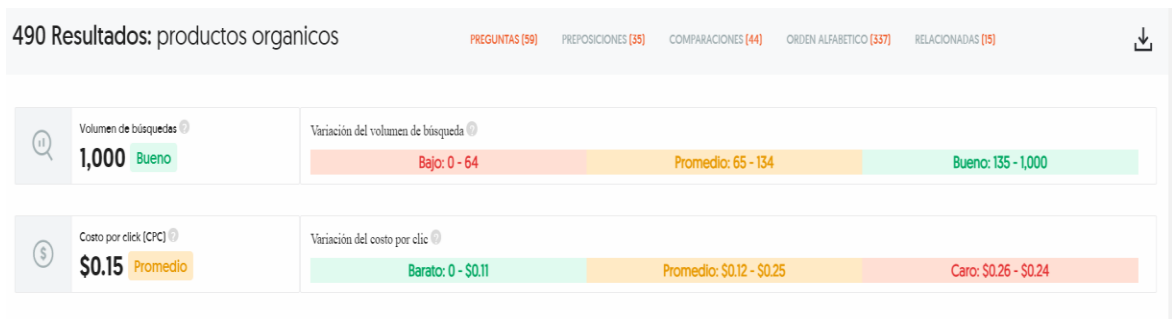 490 Resultados: productos organicos
PREGUNTAS (59) PREPOSICIONES (35) COMPARACIONES (44) ORDEN ALFABETICO (337) RELACIONADAS (15)
Volumen de búsquedas ?
1,000 Bueno
Variación del volumen de búsqueda ?
Bajo: 0 - 64 Promedio: 65 - 134 Bueno: 135 - 1,000
Costo por click (CPC) ?
$0.15 Promedio
Variación del costo por clic ?
Barato: 0 - $0.11 Promedio: $0.12 - $0.25 Caro: $0.26 - $0.24